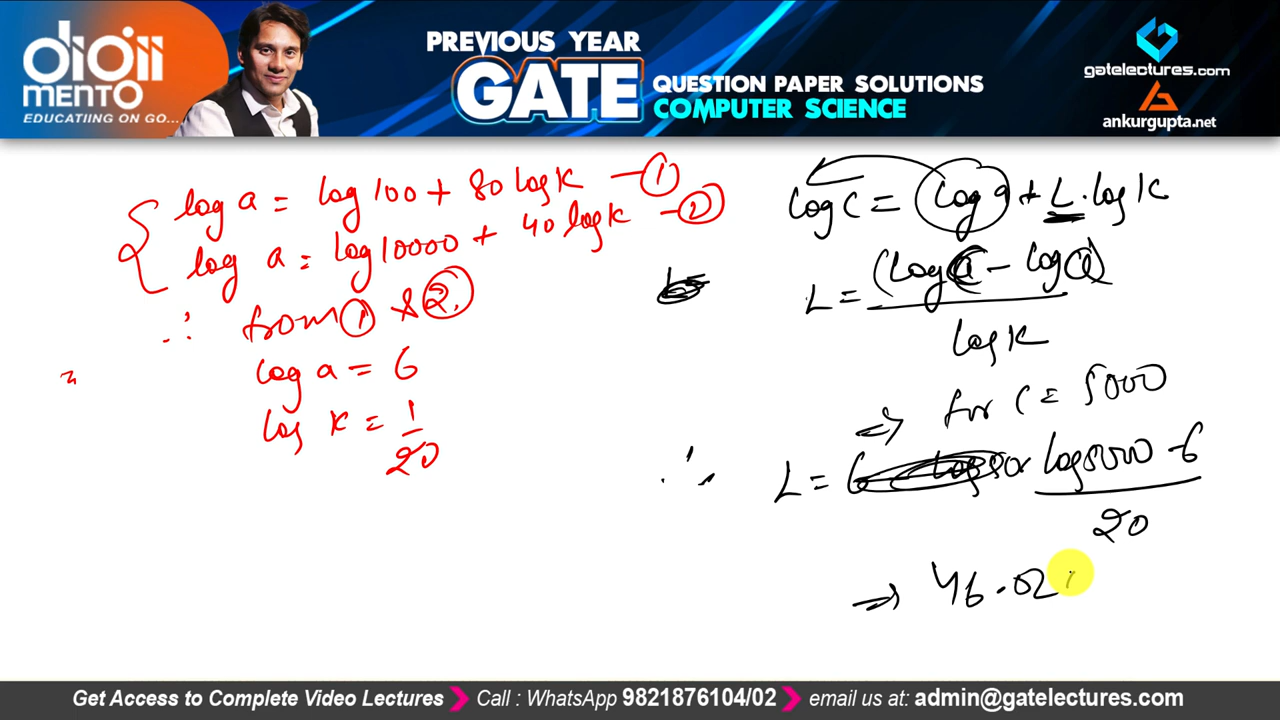 digii
MENTO
EDUCATIING ON GO...
PREVIOUS YEAR
GATE
QUESTION PAPER SOLUTIONS
COMPUTER SCIENCE
gatelectures.com
ankurgupta.net
log a = log 100 + 80 log k - ①
log a = log 10000 + 40 log k - ②
∴ from ① & ②.
log a = 6
log k = 1/20
log C = log a + L. log k
L = (log a - log a)/log k
⇒ for C = 5000
∴ L = (log 5000 - 6)/20
⇒ 46.02
Get Access to Complete Video Lectures
Call : WhatsApp 9821876104/02
email us at: admin@gatelectures.com